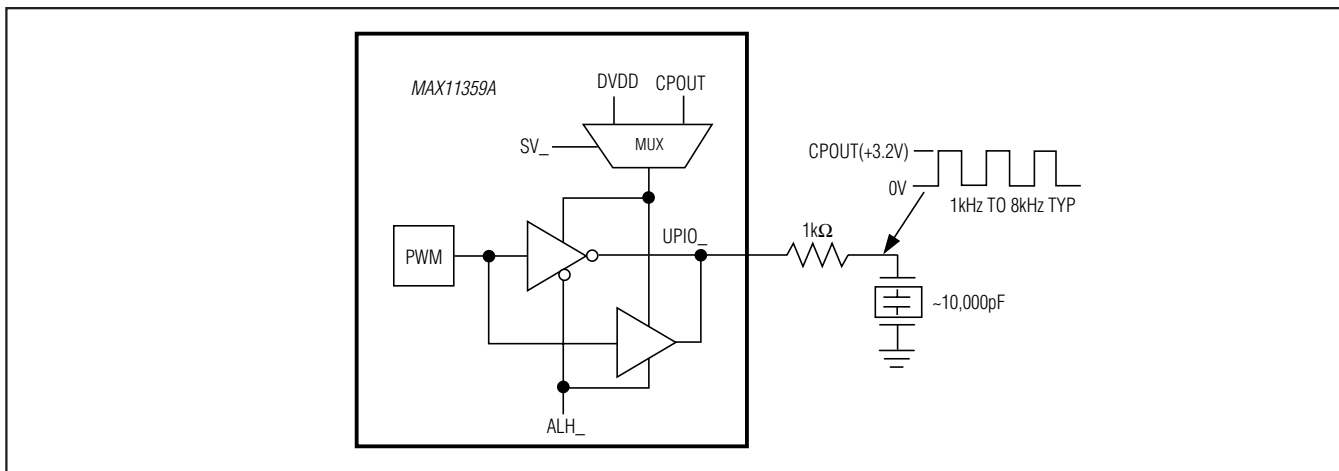 MAX11359A
DVDD
CPOUT
SV_
MUX
CPOUT(+3.2V)
0V
1kHz TO 8kHz TYP
PWM
UPIO_
1kΩ
~10,000pF
ALH_